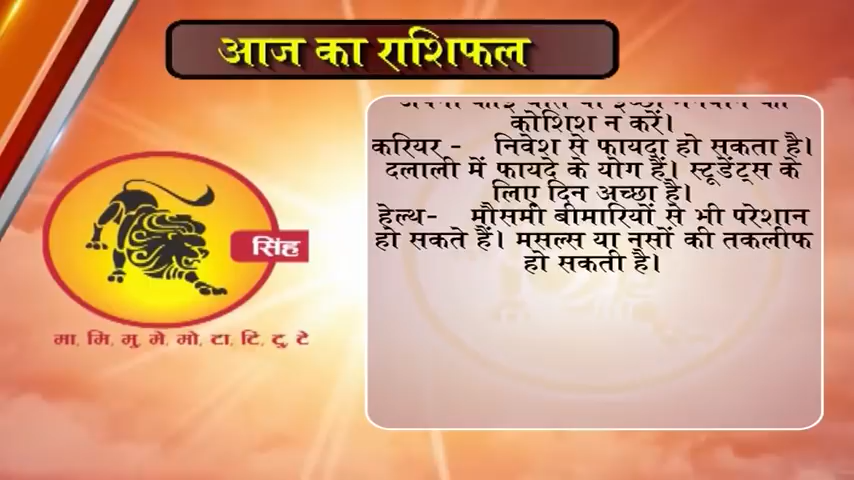 आज का राशिफल
कोशिश न करें।
करियर - निवेश से फायदा हो सकता है।
दलाली में फायदे के योग हैं। स्टूडेंट्स के
लिए दिन अच्छा है।
हेल्थ- मौसमी बीमारियों से भी परेशान
हो सकते हैं। मसल्स या नसों की तकलीफ
हो सकती है।
सिंह
मा, मि, मु, मे, मो, टा, टि, टु, टे